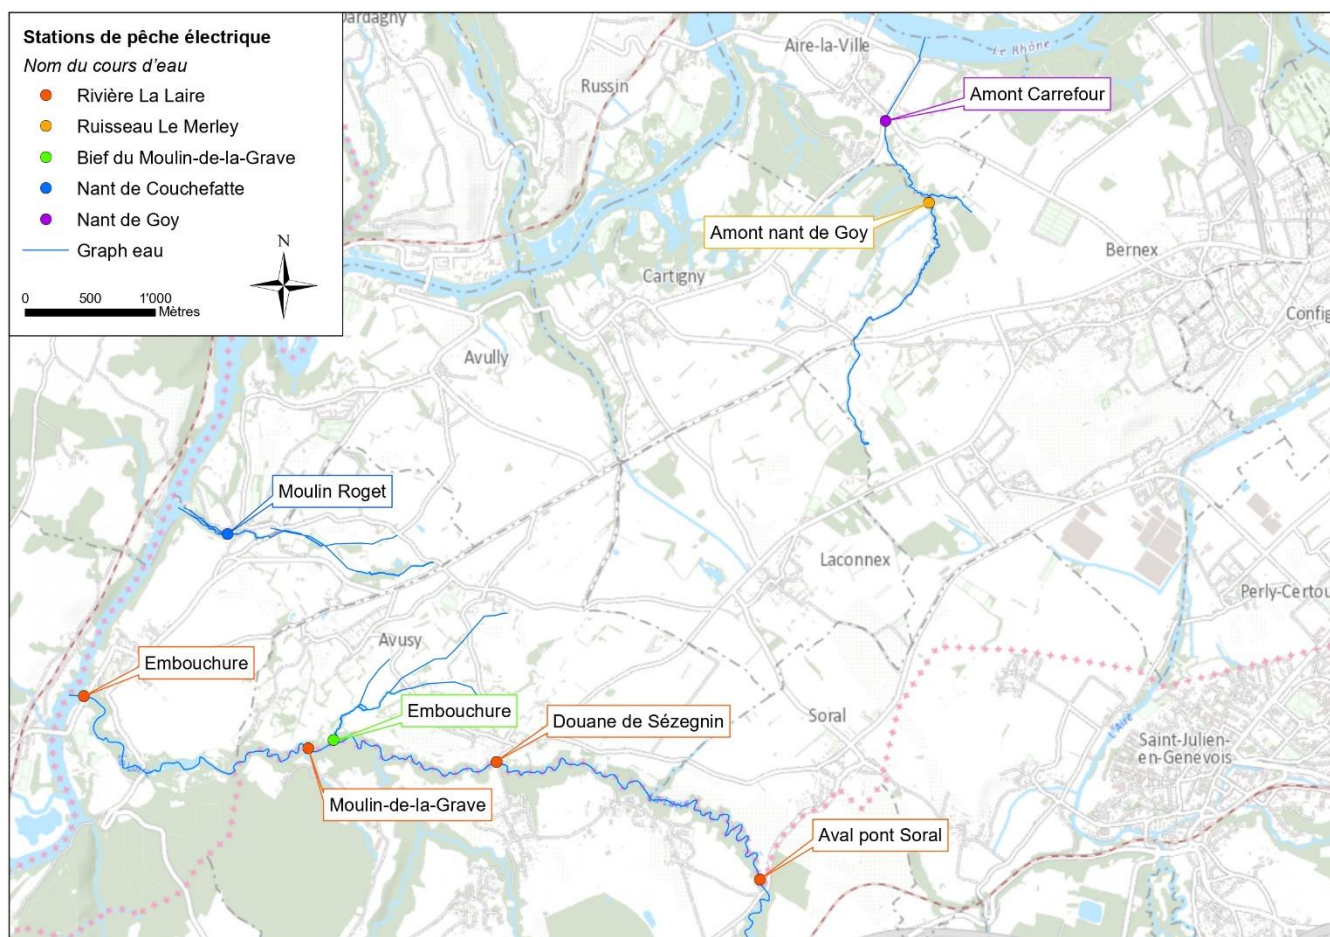 Stations de pêche électrique
Nom du cours d'eau
Rivière La Laire
Ruisseau Le Merley
Bief du Moulin-de-la-Grave
Nant de Couchefatte
Nant de Goy
Graph eau
N
0 500 1'000
Mètres
Dardagny
Aire-la-Ville
Le Rhône
Russin
Amont Carrefour
Amont nant de Goy
Bernex
Cartigny
Config
Avully
Moulin Roget
Laconnex
Perly-Certou
Avusy
Embouchure
Embouchure
Douane de Sézegnin
Soral
L'Aire
Saint-Julien-
en-Genevois
Moulin-de-la-Grave
Aval pont Soral